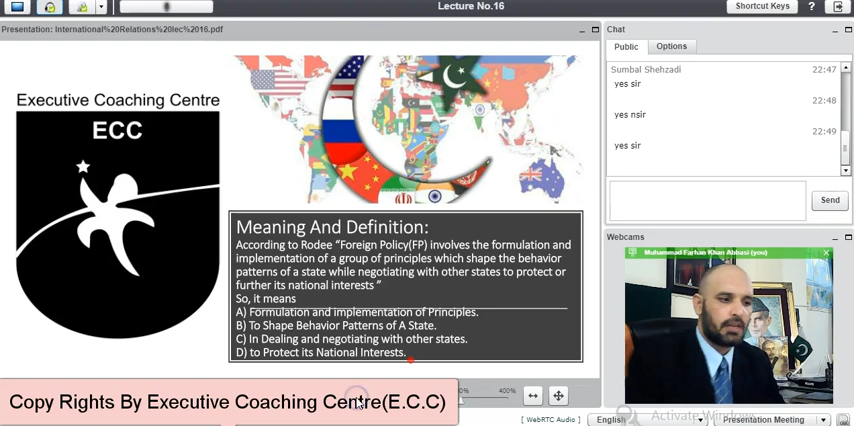 Lecture No.16
Shortcut Keys
?
Presentation: International%20Relations%20lec%2016.pdf
Executive Coaching Centre
ECC
Meaning And Definition:
According to Rodee “Foreign Policy(FP) involves the formulation and
implementation of a group of principles which shape the behavior
patterns of a state while negotiating with other states to protect or
further its national interests ”
So, it means
A) Formulation and implementation of Principles.
B) To Shape Behavior Patterns of A State.
C) In Dealing and negotiating with other states.
D) to Protect its National Interests.
400%
Copy Rights By Executive Coaching Centre(E.C.C)
Chat
Public
Options
Sumbal Shehzadi 22:47
yes sir
22:48
yes nsir
22:49
yes sir
Send
Webcams
Muhammad Farhan Khan Abbasi (you)
[ WebRTC Audio ]
English
Activate Windows
Presentation Meeting